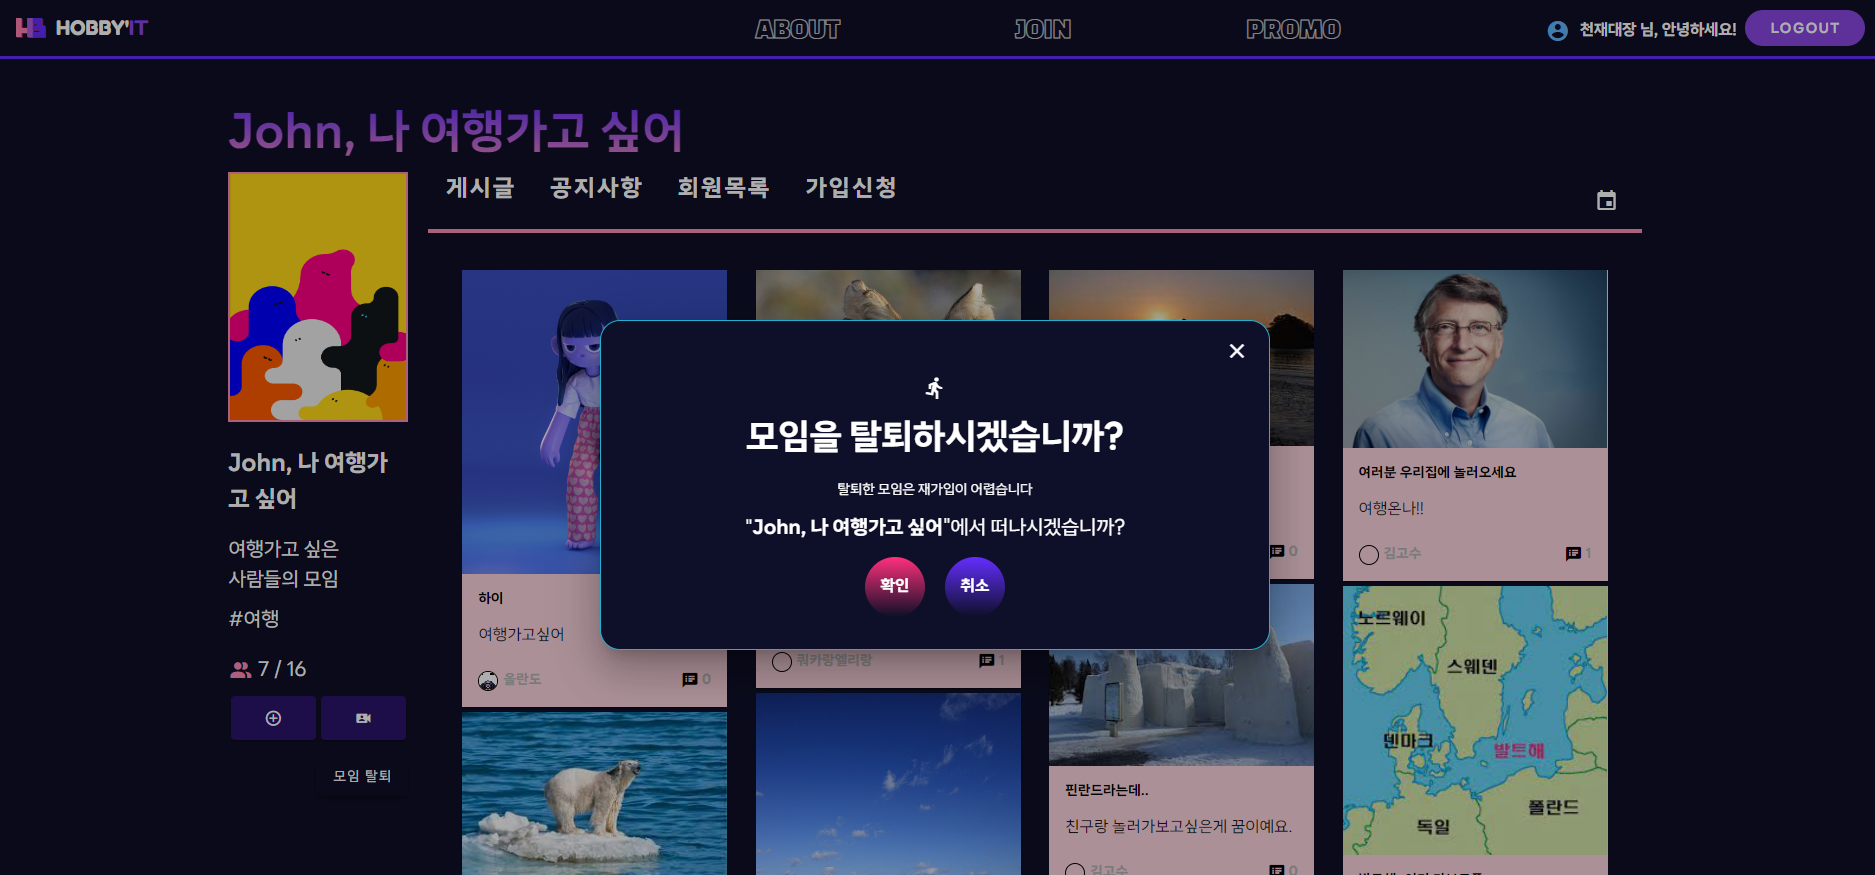 HOBBY'IT
ABOUT
JOIN
PROMO
천재대장 님, 안녕하세요!
LOGOUT
John, 나 여행가고 싶어
게시글
공지사항
회원목록
가입신청
John, 나 여행가
고 싶어
여행가고 싶은
사람들의 모임
#여행
7 / 16
모임 탈퇴
모임을 탈퇴하시겠습니까?
탈퇴한 모임은 재가입이 어렵습니다
"John, 나 여행가고 싶어"에서 떠나시겠습니까?
확인
취소
하이
여행가고싶어
올란도
0
쿼카랑엘리랑
1
0
핀란드라는데..
친구랑 놀러가보고싶은게 꿈이예요.
김고수
0
여러분 우리집에 놀러오세요
여행온나!!
김고수
1
노르웨이
스웨덴
덴마크
발트해
폴란드
독일